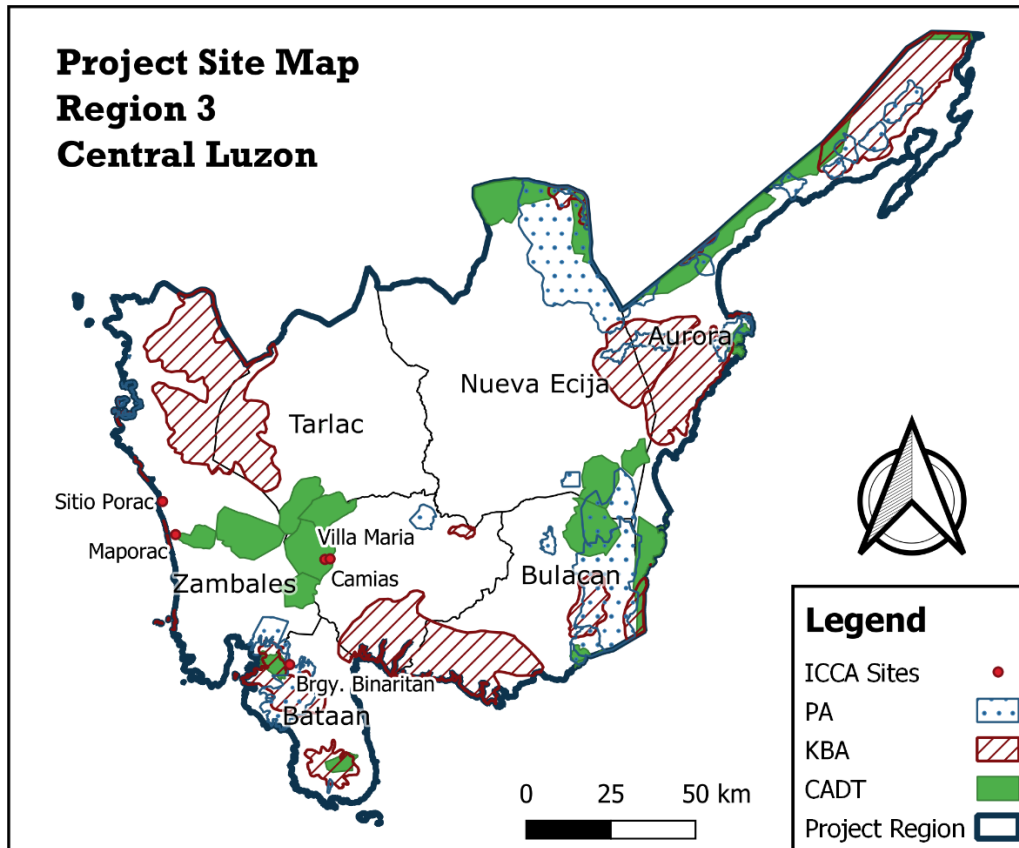 Project Site Map
Region 3
Central Luzon
Aurora
Nueva Ecija
Tarlac
Sitio Porac
Villa Maria
Maporac
Camias
Zambales
Bulacan
Brgy. Binaritan
Bataan
0 25 50 km
Legend
ICCA Sites
PA
KBA
CADT
Project Region